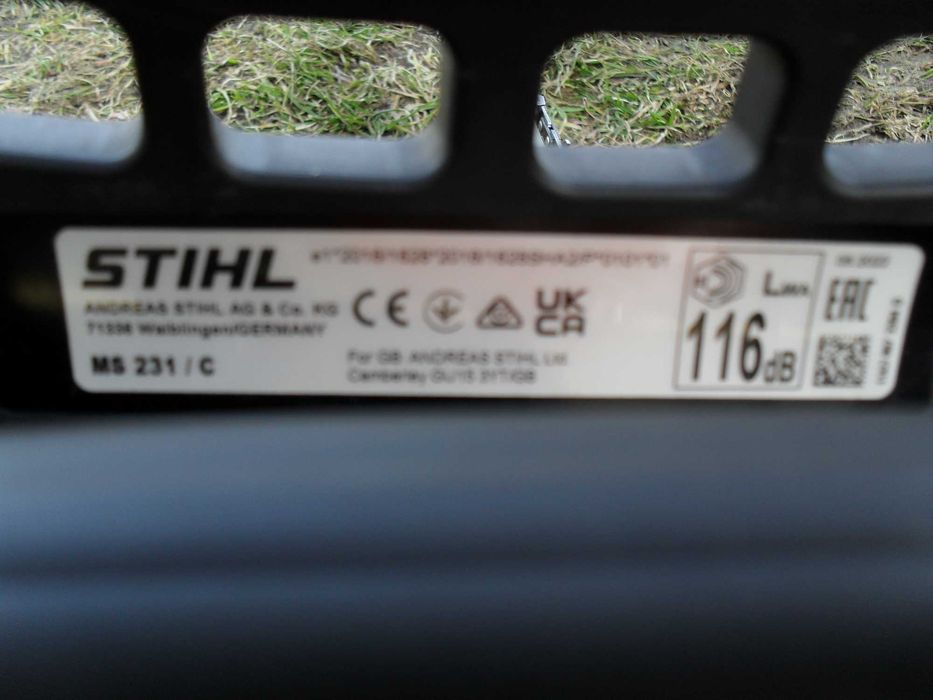 STIHL
ANDREAS STIHL AG & Co. KG
71336 Waiblingen/GERMANY
MS 231 / C
CE
UK
CA
For GB: ANDREAS STIHL Ltd.
Camberley GU15 3YT/GB
LWA
116dB
EAC